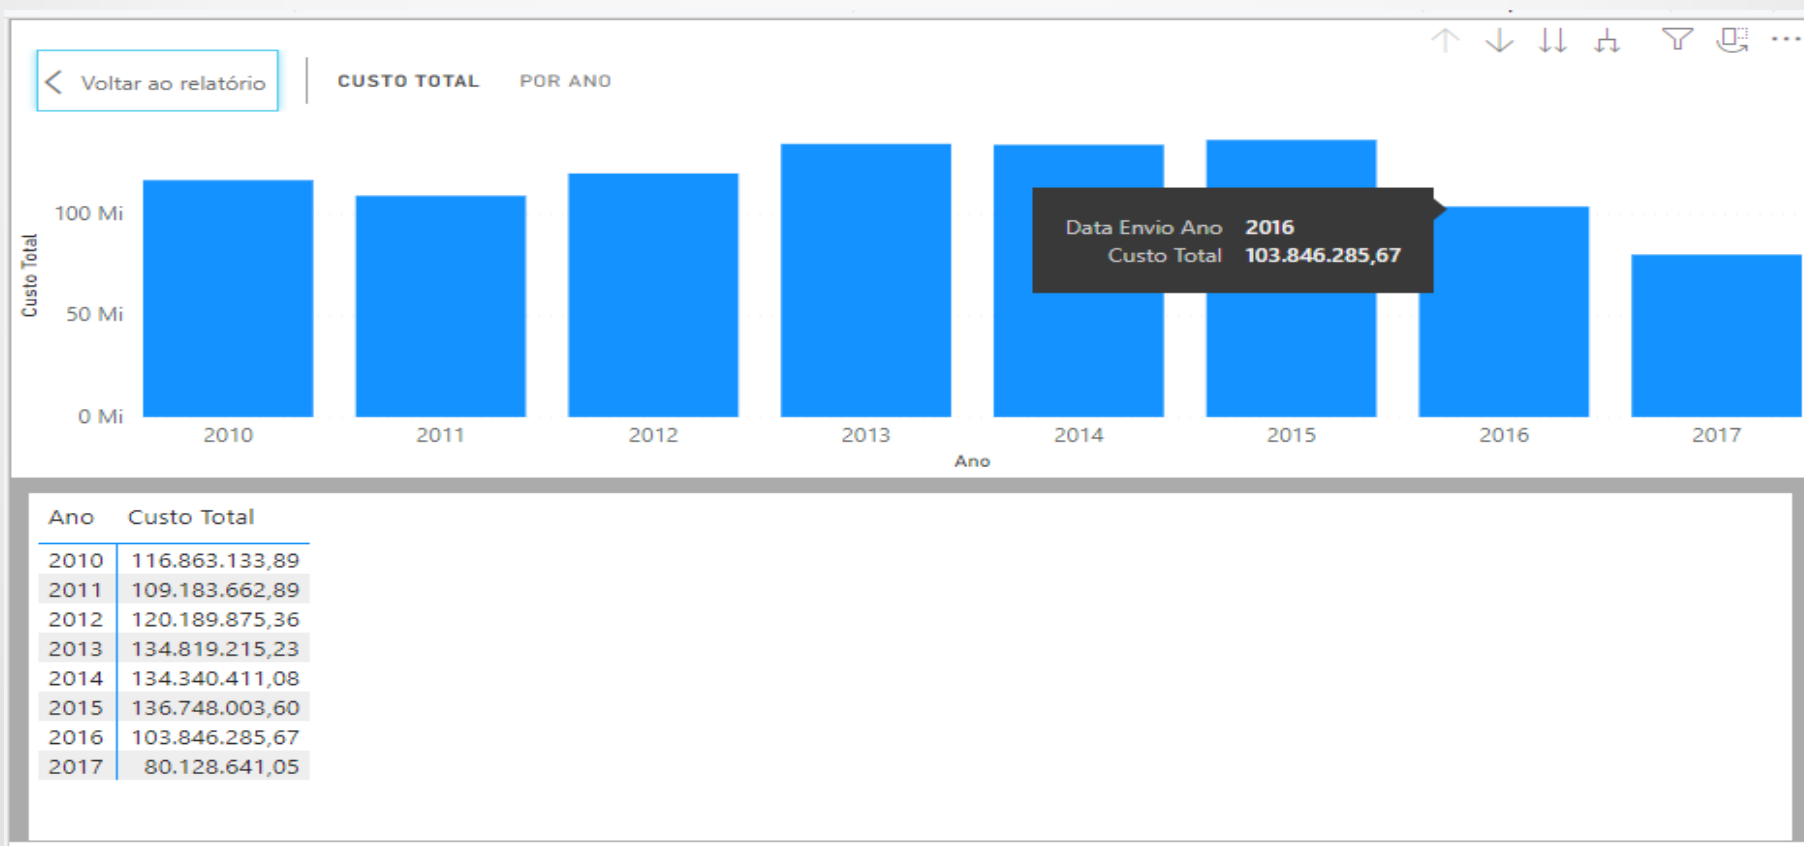 Voltar ao relatório
CUSTO TOTAL POR ANO
Custo Total
100 Mi
50 Mi
0 Mi
Data Envio Ano 2016
Custo Total 103.846.285,67
2010 2011 2012 2013 2014 2015 2016 2017
Ano
Ano Custo Total
2010 116.863.133,89
2011 109.183.662,89
2012 120.189.875,36
2013 134.819.215,23
2014 134.340.411,08
2015 136.748.003,60
2016 103.846.285,67
2017 80.128.641,05